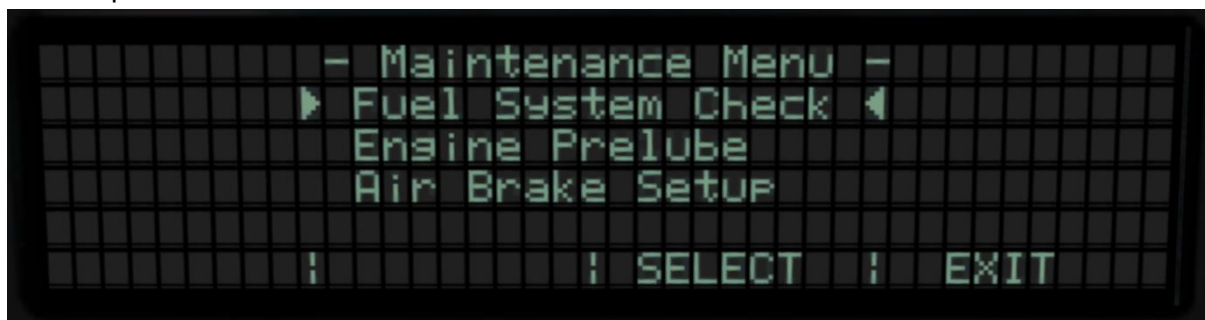 - Maintenance Menu -
▶ Fuel System Check ◀
Engine Prelube
Air Brake Setup
¦ ¦ SELECT ¦ EXIT